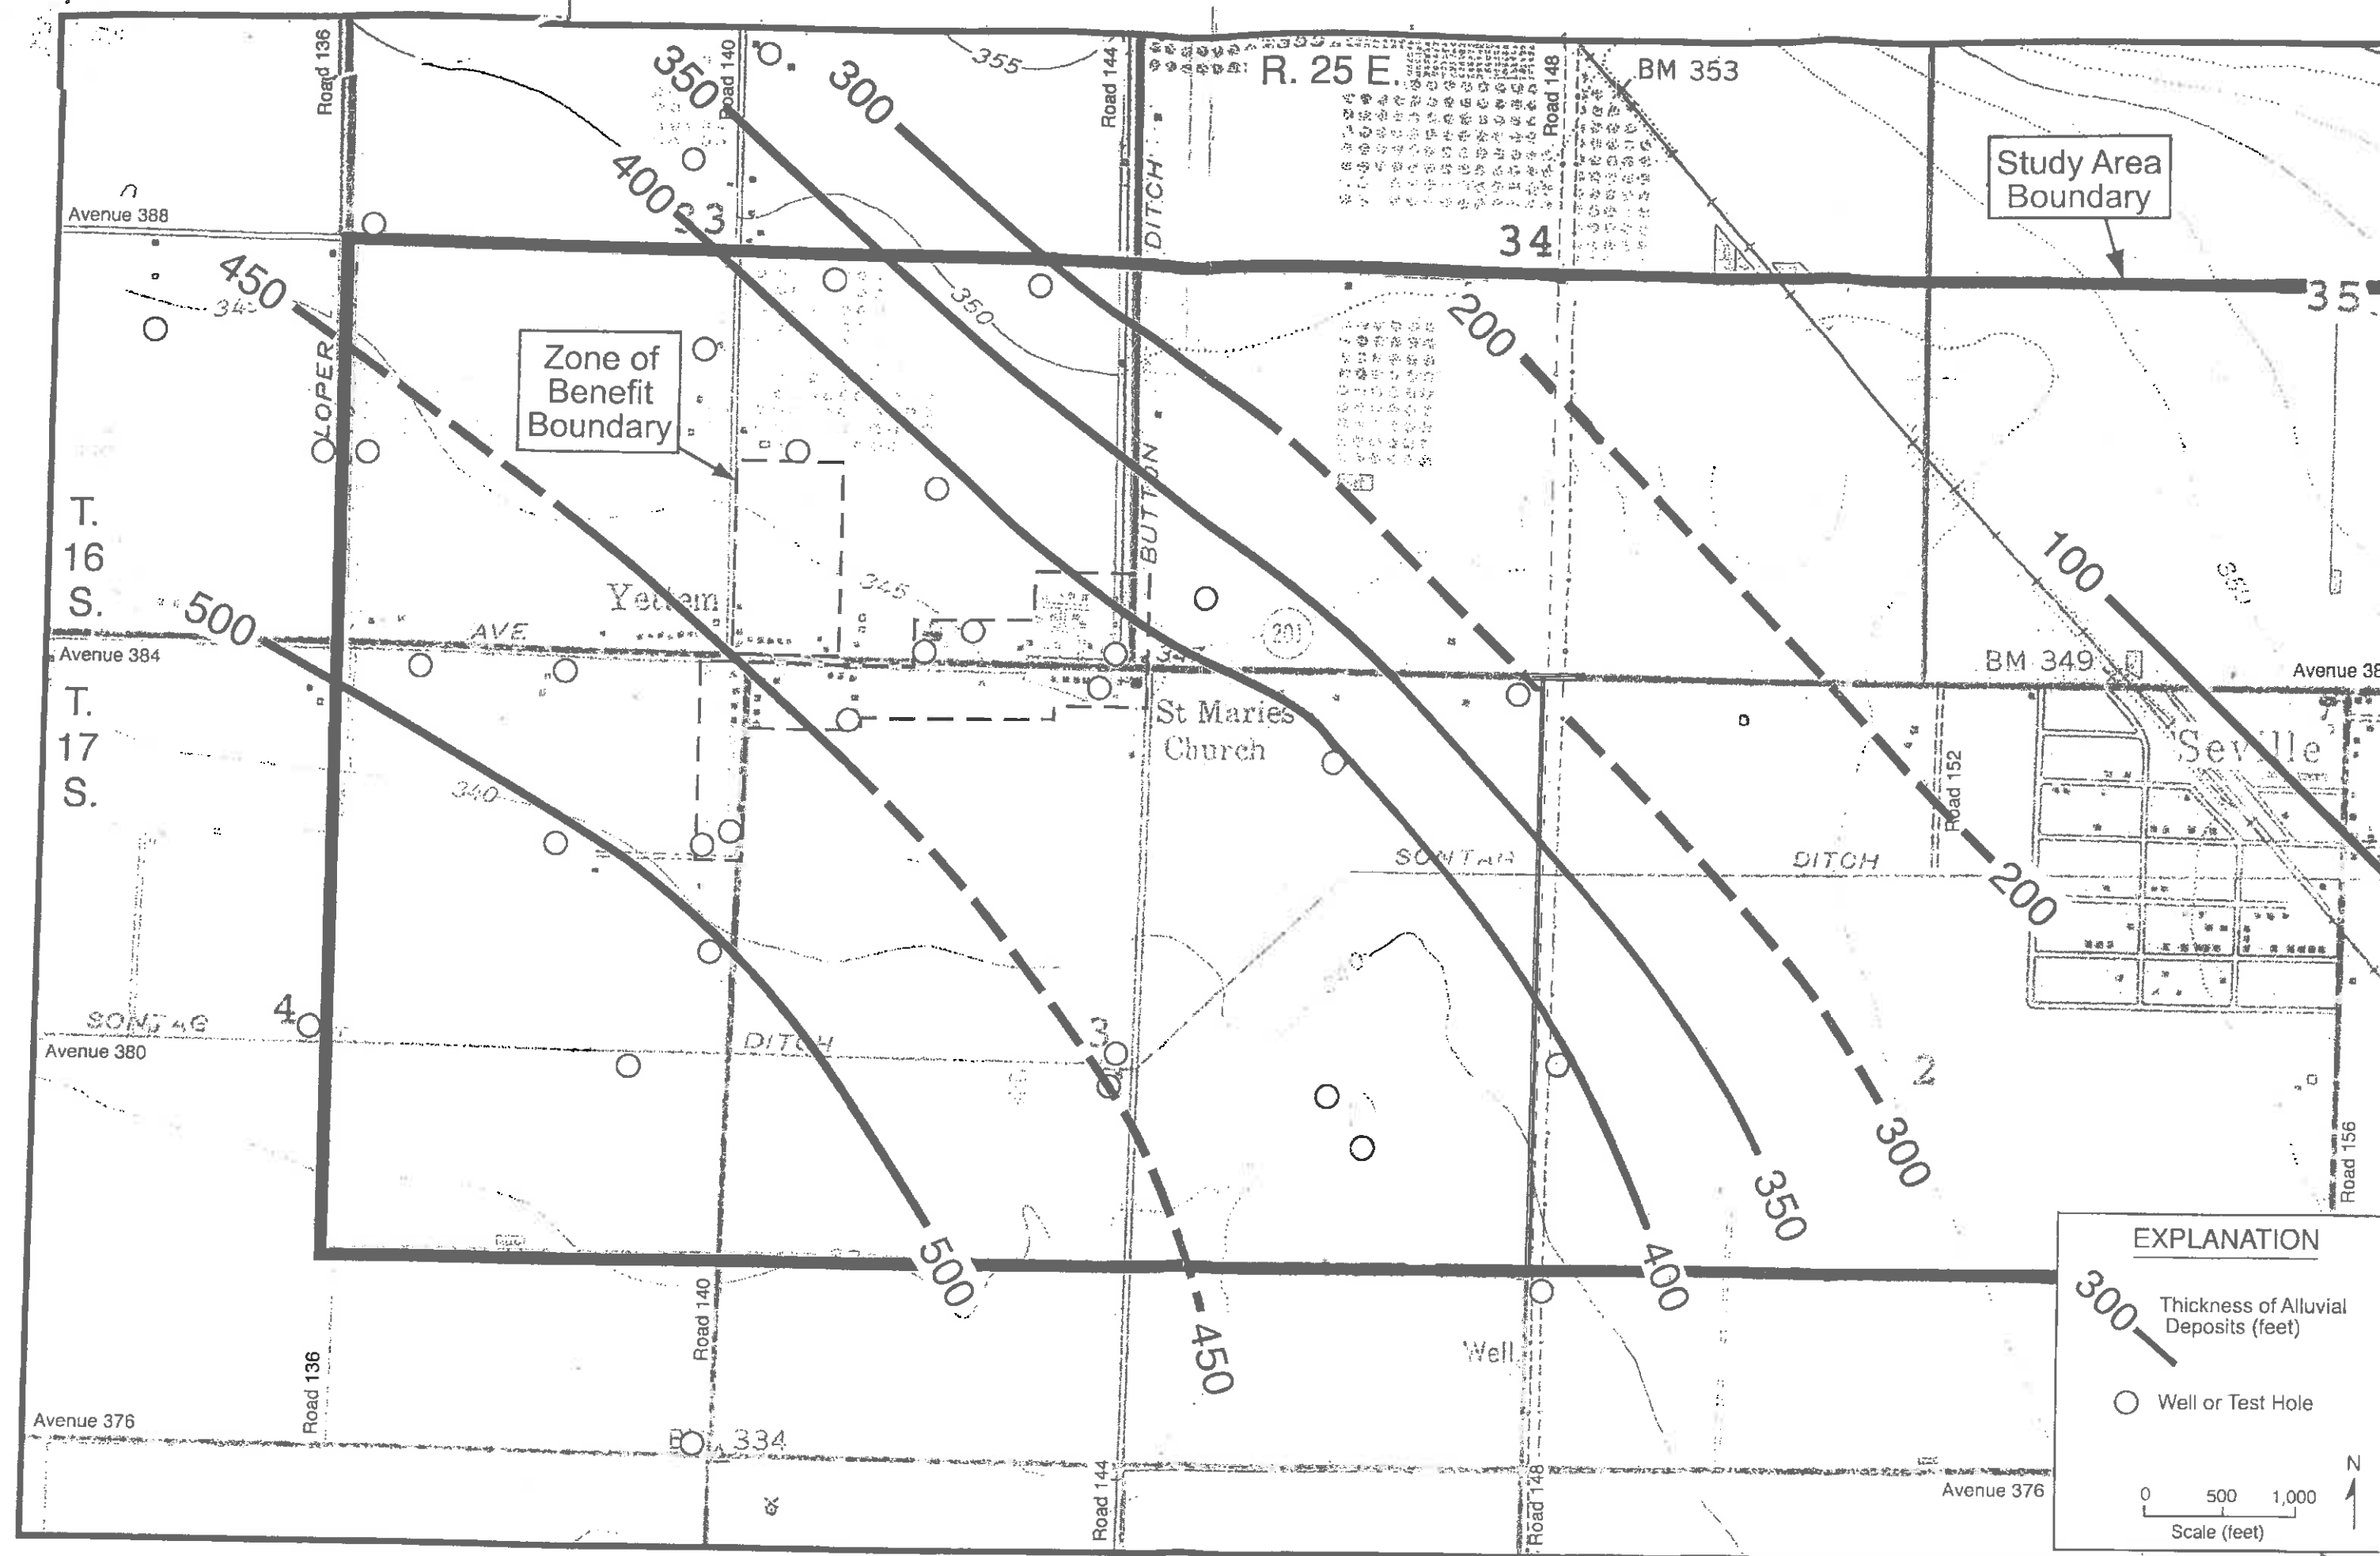 Road 136
Road 140
355
Road 144
R. 25 E.
Road 148
BM 353
350
300
DITCH
Study Area
Boundary
400
33
Avenue 388
34
450
35
350
200
LOPER
Zone of
Benefit
Boundary
BUTTON
T.
16
S.
100
350
Yettem
345
500
AVE
201
Avenue 384
BM 349
T.
17
S.
St Maries
Church
Seville
Road 152
340
SONTAG
DITCH
200
4
SONTAG
Avenue 380
DITCH
3
2
300
350
Road 156
500
400
450
Road 140
Road 136
Well
Avenue 376
334
Road 144
Road 148
Avenue 376
EXPLANATION
300
Thickness of Alluvial
Deposits (feet)
Well or Test Hole
N
0 500 1,000
Scale (feet)